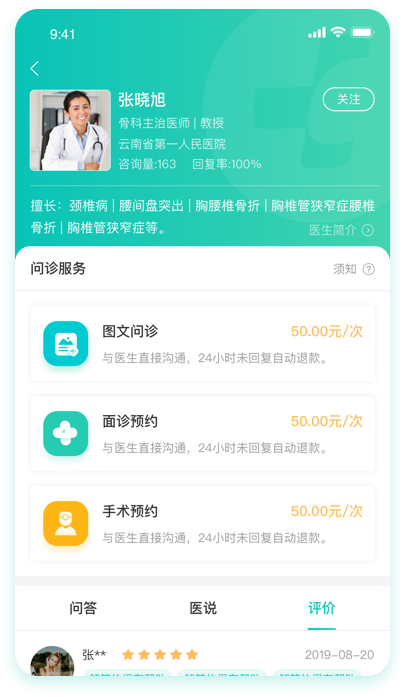 9:41
张晓旭
关注
骨科主治医师 | 教授
云南省第一人民医院
咨询量:163 回复率:100%
擅长：颈椎病 | 腰间盘突出 | 胸腰椎骨折 | 胸椎管狭窄症腰椎
骨折 | 胸椎管狭窄症等。
医生简介
问诊服务
须知 ?
图文问诊
50.00元/次
与医生直接沟通，24小时未回复自动退款。
面诊预约
50.00元/次
与医生直接沟通，24小时未回复自动退款。
手术预约
50.00元/次
与医生直接沟通，24小时未回复自动退款。
问答 医说 评价
张** 2019-08-20